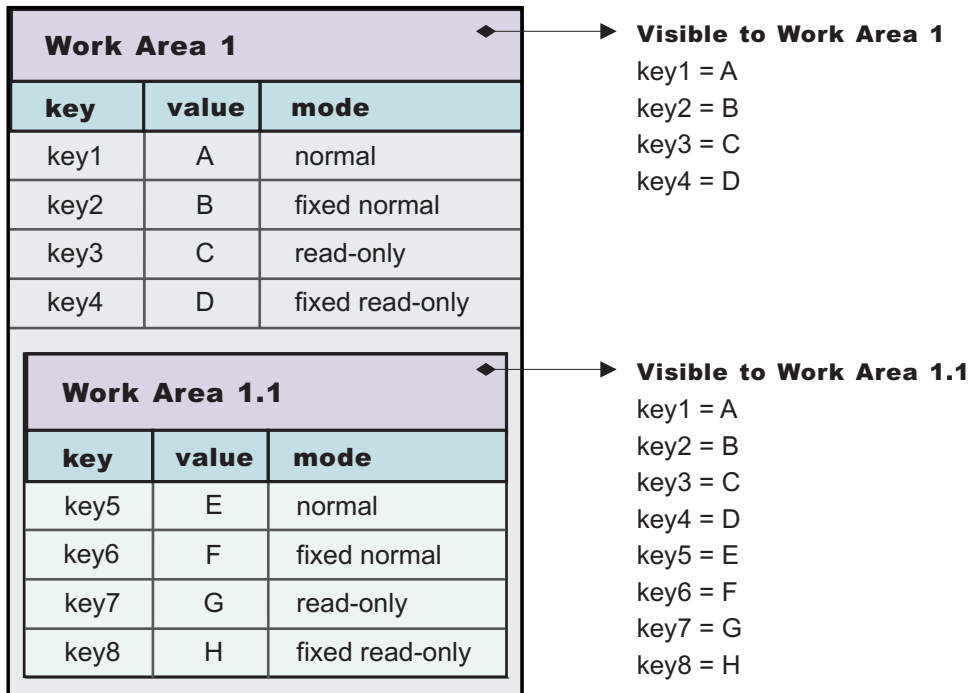 Work Area 1
key value mode
key1 A normal
key2 B fixed normal
key3 C read-only
key4 D fixed read-only
Visible to Work Area 1
key1 = A
key2 = B
key3 = C
key4 = D
Work Area 1.1
key value mode
key5 E normal
key6 F fixed normal
key7 G read-only
key8 H fixed read-only
Visible to Work Area 1.1
key1 = A
key2 = B
key3 = C
key4 = D
key5 = E
key6 = F
key7 = G
key8 = H